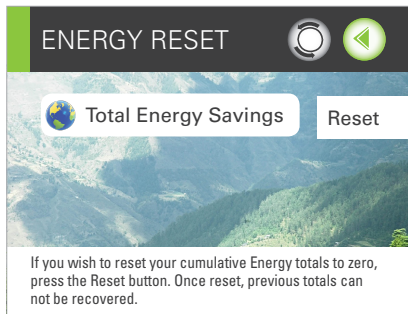 ENERGY RESET
Total Energy Savings
Reset
If you wish to reset your cumulative Energy totals to zero,
press the Reset button. Once reset, previous totals can
not be recovered.